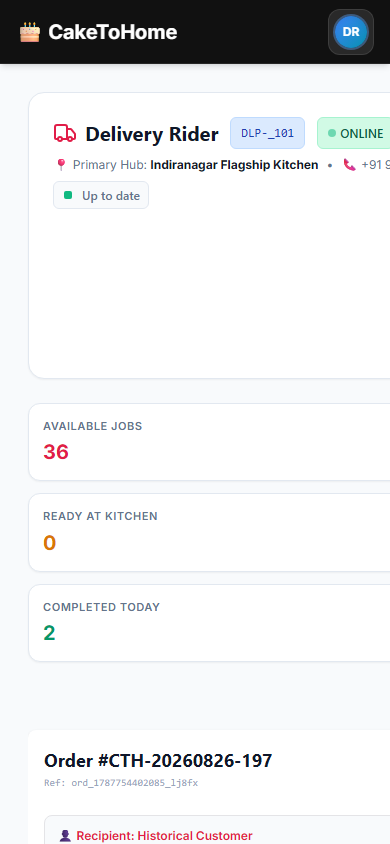 CakeToHome
DR
Delivery Rider DLP-_101 ONLINE
Primary Hub: Indiranagar Flagship Kitchen • +91 9
Up to date
AVAILABLE JOBS
36
READY AT KITCHEN
0
COMPLETED TODAY
2
Order #CTH-20260826-197
Ref: ord_1787754402085_lj8fx
Recipient: Historical Customer